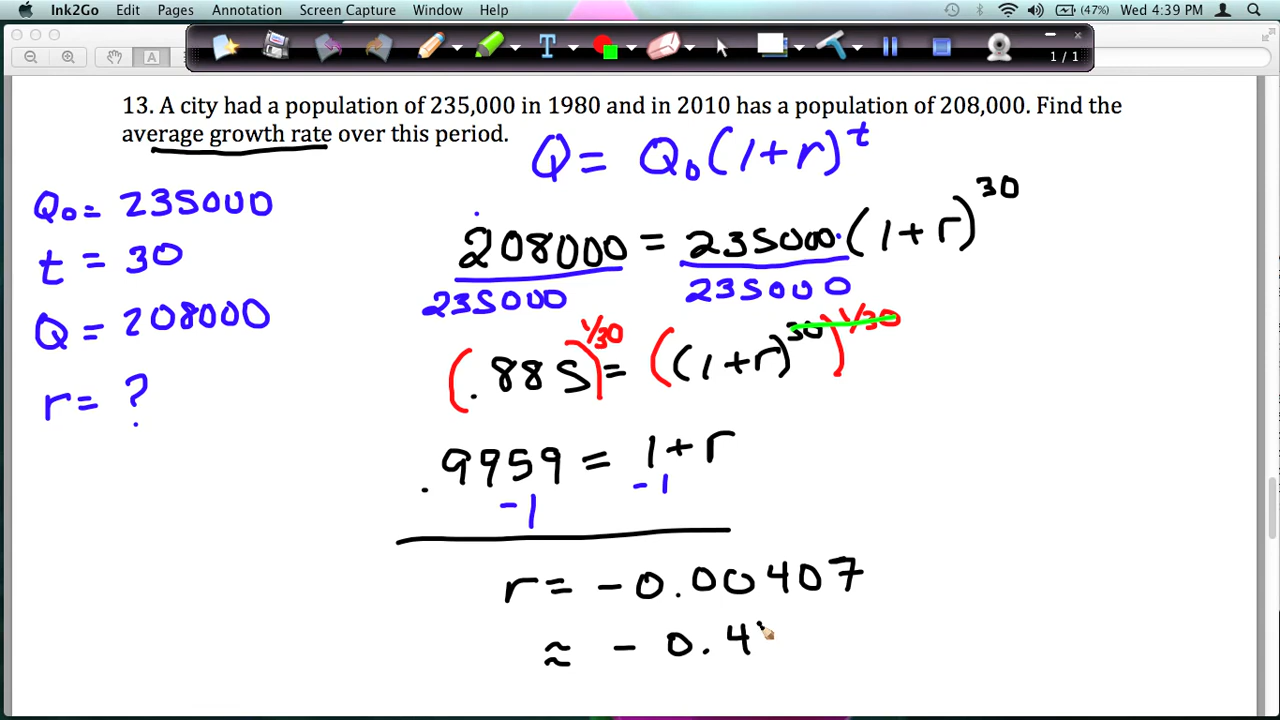 Ink2Go Edit Pages Annotation Screen Capture Window Help (47%) Wed 4:39 PM
1 / 1
13. A city had a population of 235,000 in 1980 and in 2010 has a population of 208,000. Find the
average growth rate over this period.
Q = Q₀(1+r)^t
Q₀ = 235000
t = 30
Q = 208000
r = ?
208000 = 235000·(1+r)^30
235000 235000
(.885)^1/30 = ((1+r)^30)^1/30
.9959 = 1+r
-1 -1
r = -0.00407
≈ -0.4